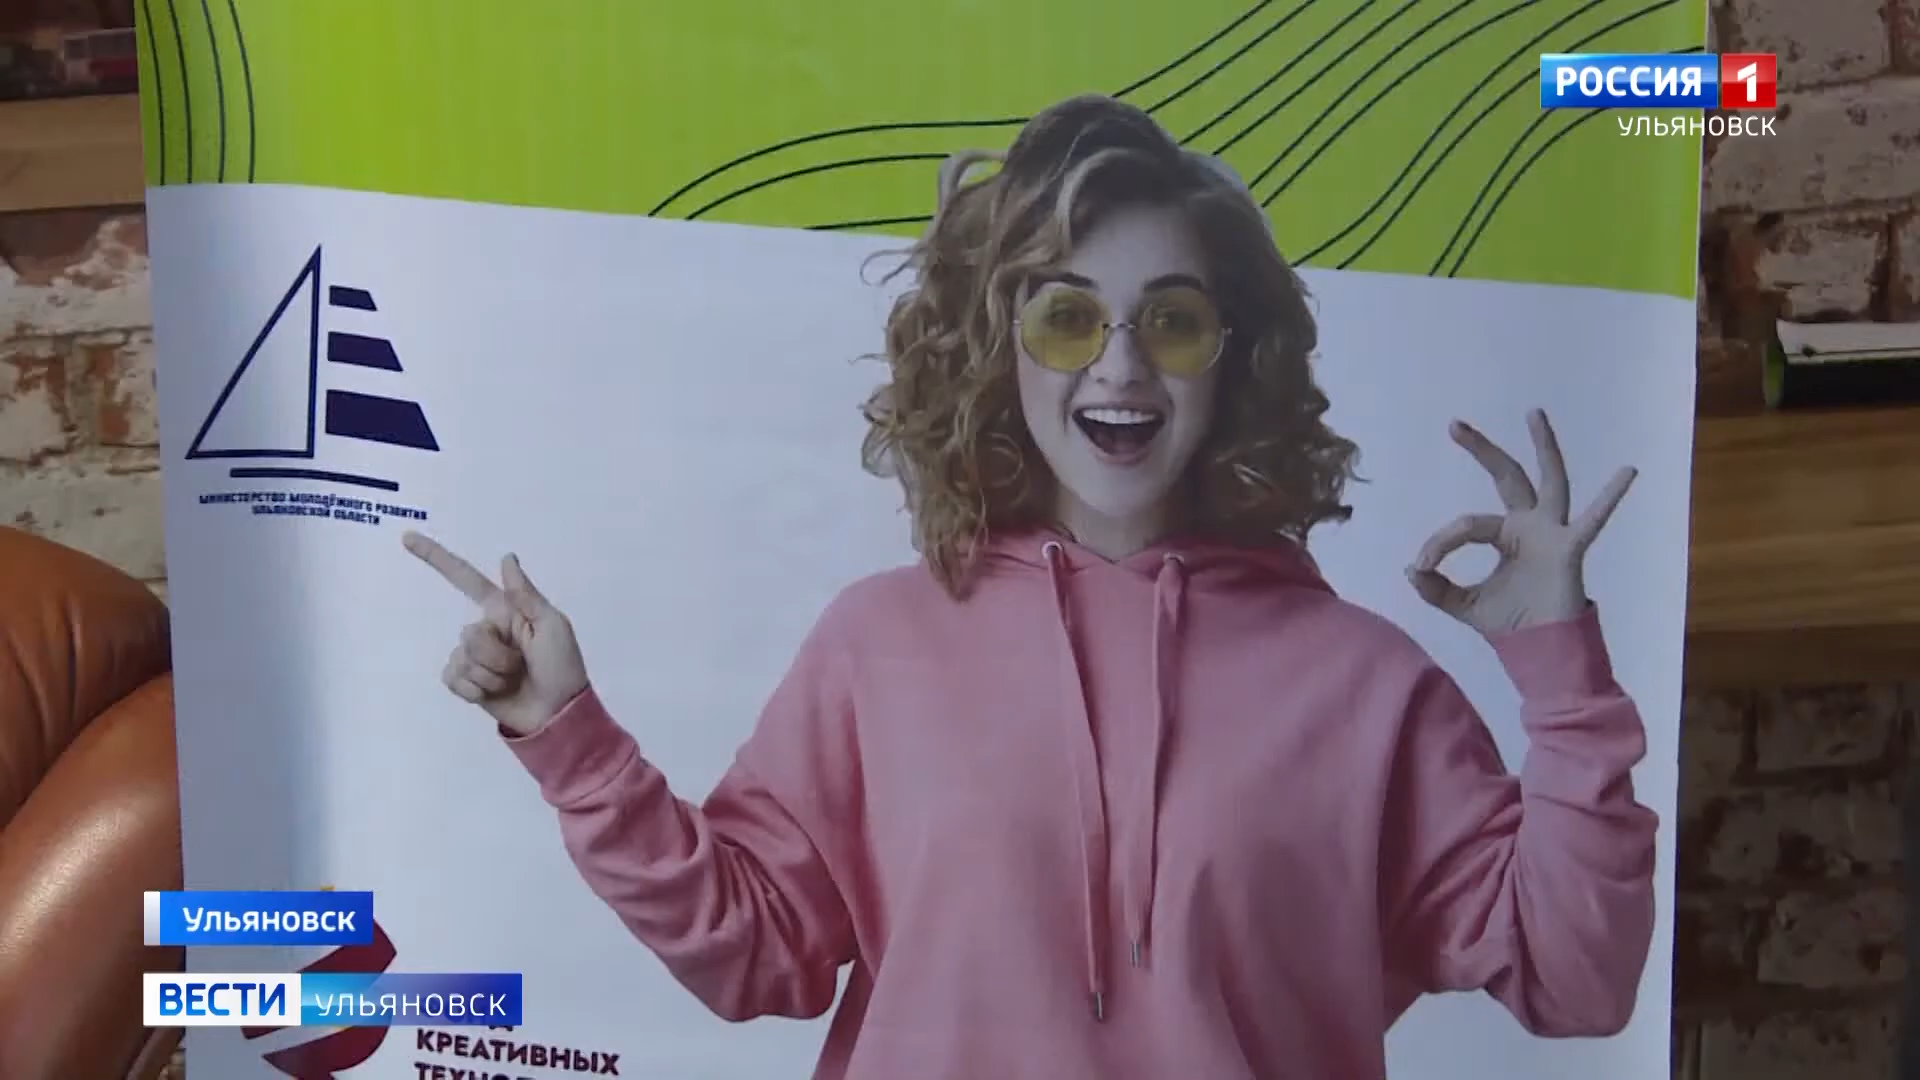 РОССИЯ 1
УЛЬЯНОВСК
МИНИСТЕРСТВО МОЛОДЁЖНОГО РАЗВИТИЯ
УЛЬЯНОВСКОЙ ОБЛАСТИ
Ульяновск
ВЕСТИ УЛЬЯНОВСК
КРЕАТИВНЫХ